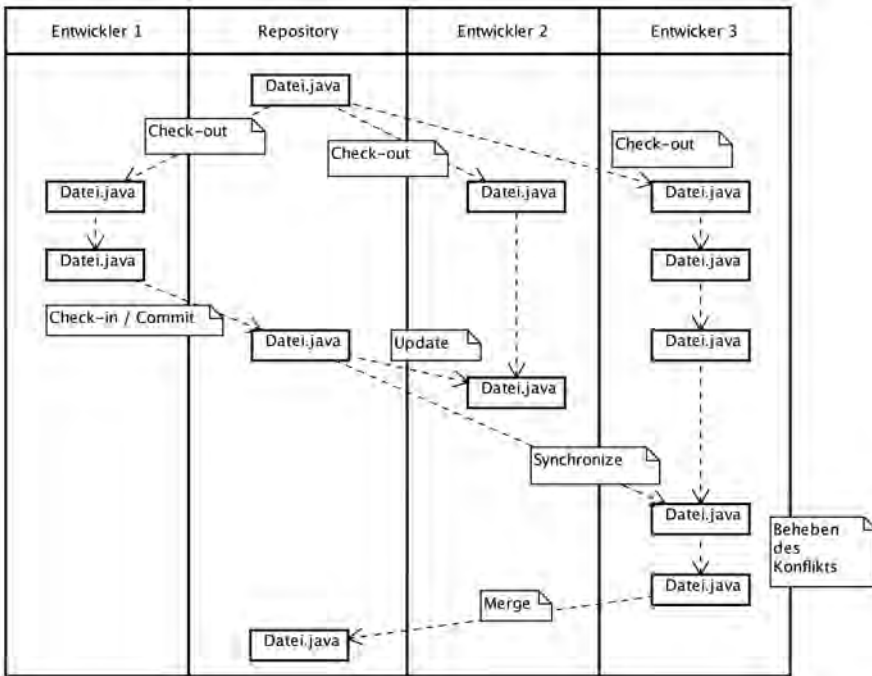 Entwickler 1
Repository
Entwickler 2
Entwicker 3
Datei.java
Check-out
Check-out
Check-out
Datei.java
Datei.java
Datei.java
Datei.java
Datei.java
Check-in / Commit
Datei.java
Update
Datei.java
Datei.java
Synchronize
Datei.java
Beheben
des
Konflikts
Datei.java
Merge
Datei.java